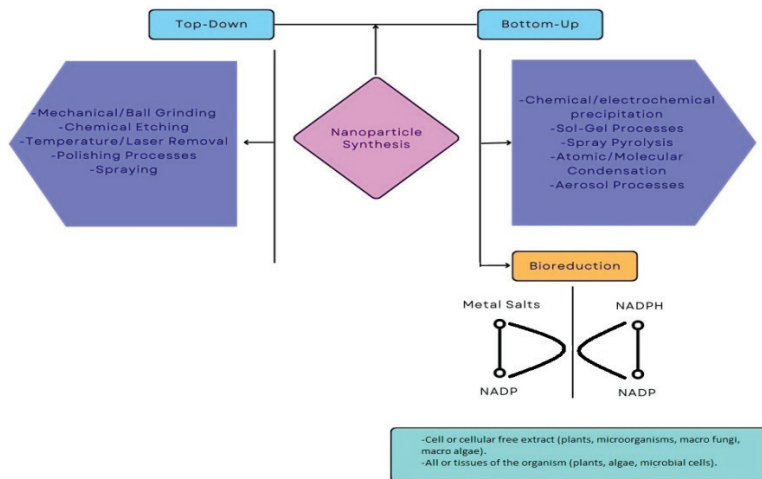 Top-Down
Bottom-Up
Nanoparticle
Synthesis
-Mechanical/Ball Grinding
-Chemical Etching
-Temperature/Laser Removal
-Polishing Processes
-Spraying
-Chemical/electrochemical
precipitation
-Sol-Gel Processes
-Spray Pyrolysis
-Atomic/Molecular
Condensation
-Aerosol Processes
Bioreduction
Metal Salts
NADPH
NADP
NADP
-Cell or cellular free extract (plants, microorganisms, macro fungi,
macro algae).
-All or tissues of the organism (plants, algae, microbial cells).